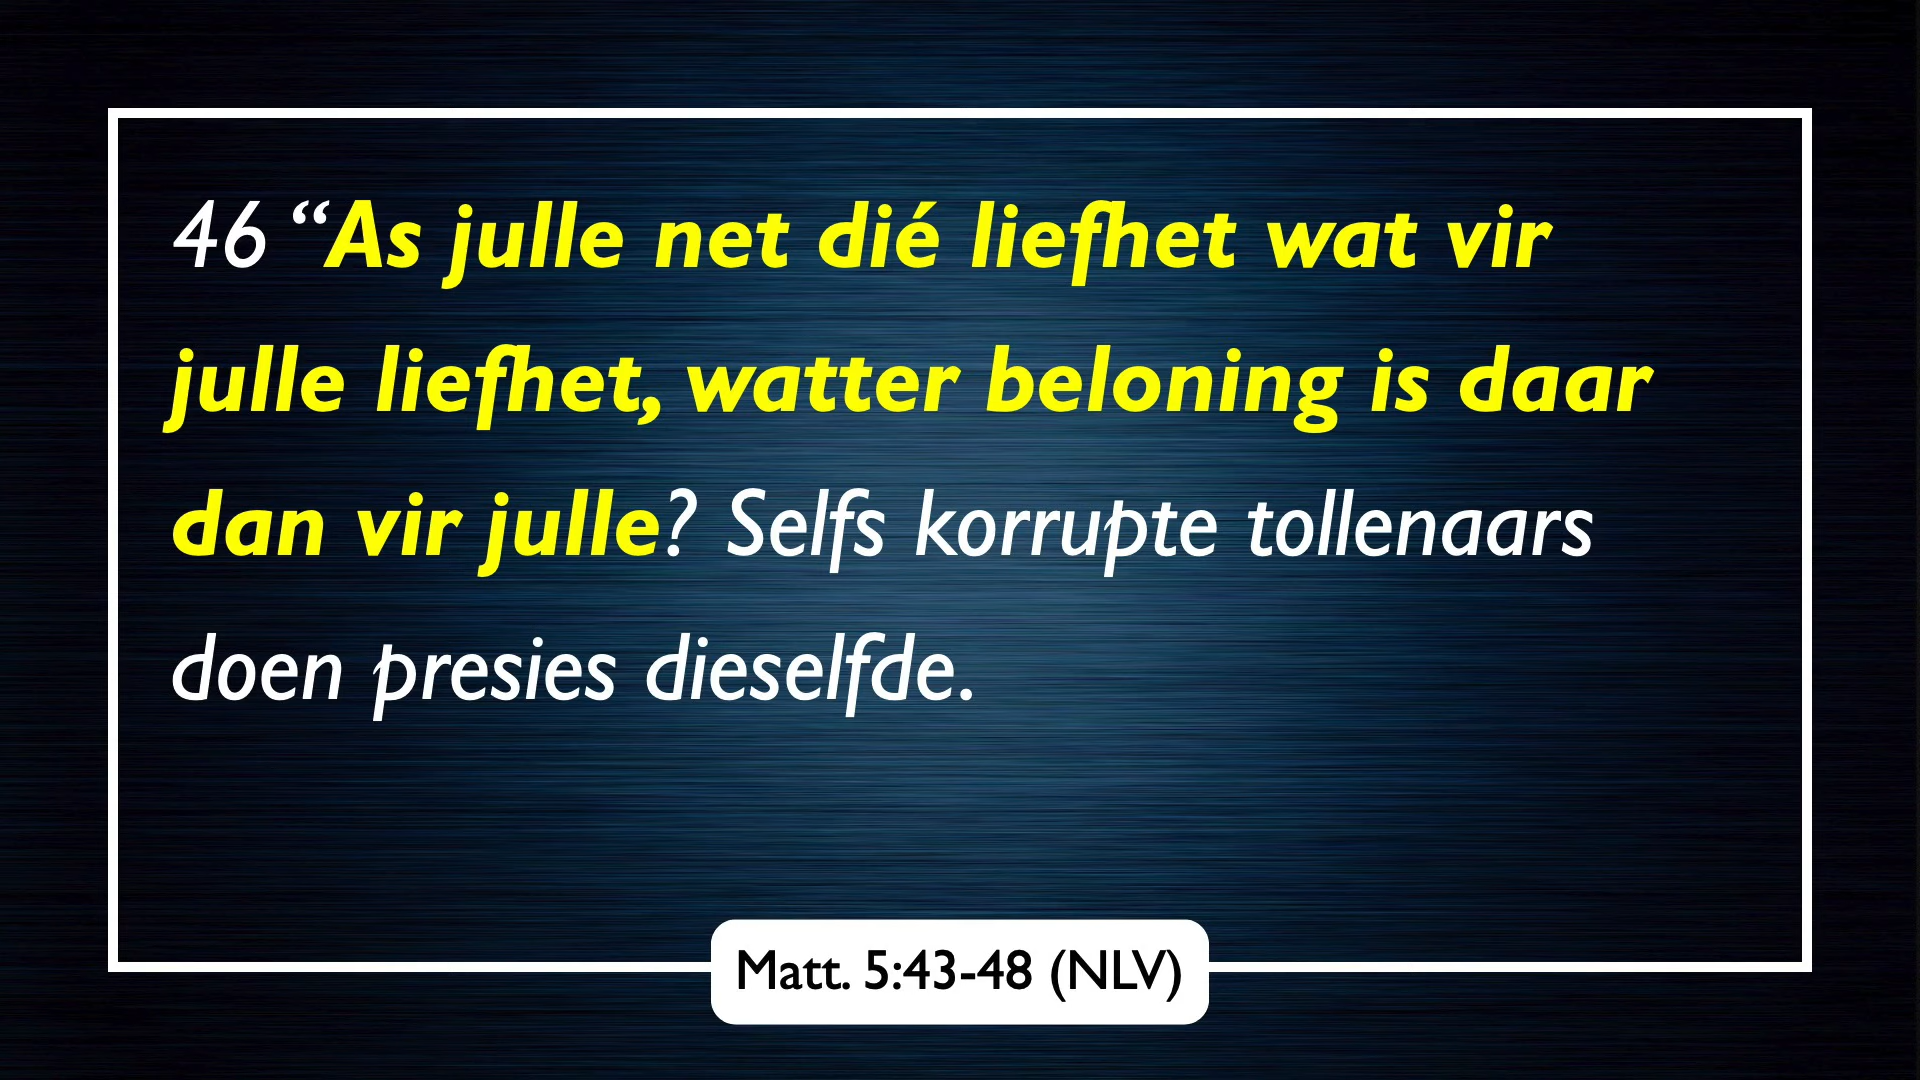 46 “As julle net dié liefhet wat vir
julle liefhet, watter beloning is daar
dan vir julle? Selfs korrupte tollenaars
doen presies dieselfde.
Matt. 5:43-48 (NLV)